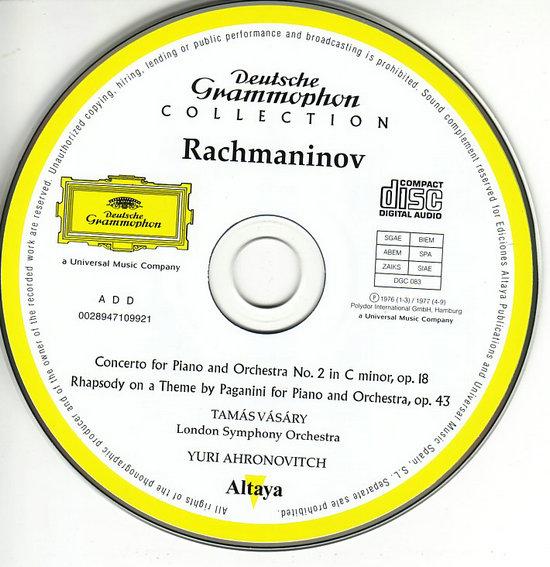 All rights of the phonographic producer and of the owner of the recorded work are reserved. Unauthorized copying, hiring, lending or public performance and broadcasting is prohibited. Sound complement reserved for Ediciones Altaya Publications and Universal Music Spain, S.L. Separate sale prohibited.
Deutsche
Grammophon
COLLECTION
Rachmaninov
Deutsche
Grammophon
a Universal Music Company
COMPACT
disc
DIGITAL AUDIO
SGAE BIEM
ABEM SPA
ZAIKS SIAE
DGC 083
Ⓟ 1976 (1-3) / 1977 (4-9)
Polydor International GmbH, Hamburg
a Universal Music Company
A D D
0028947109921
Concerto for Piano and Orchestra No. 2 in C minor, op. 18
Rhapsody on a Theme by Paganini for Piano and Orchestra, op. 43
TAMÁS VÁSÁRY
London Symphony Orchestra
YURI AHRONOVITCH
Altaya